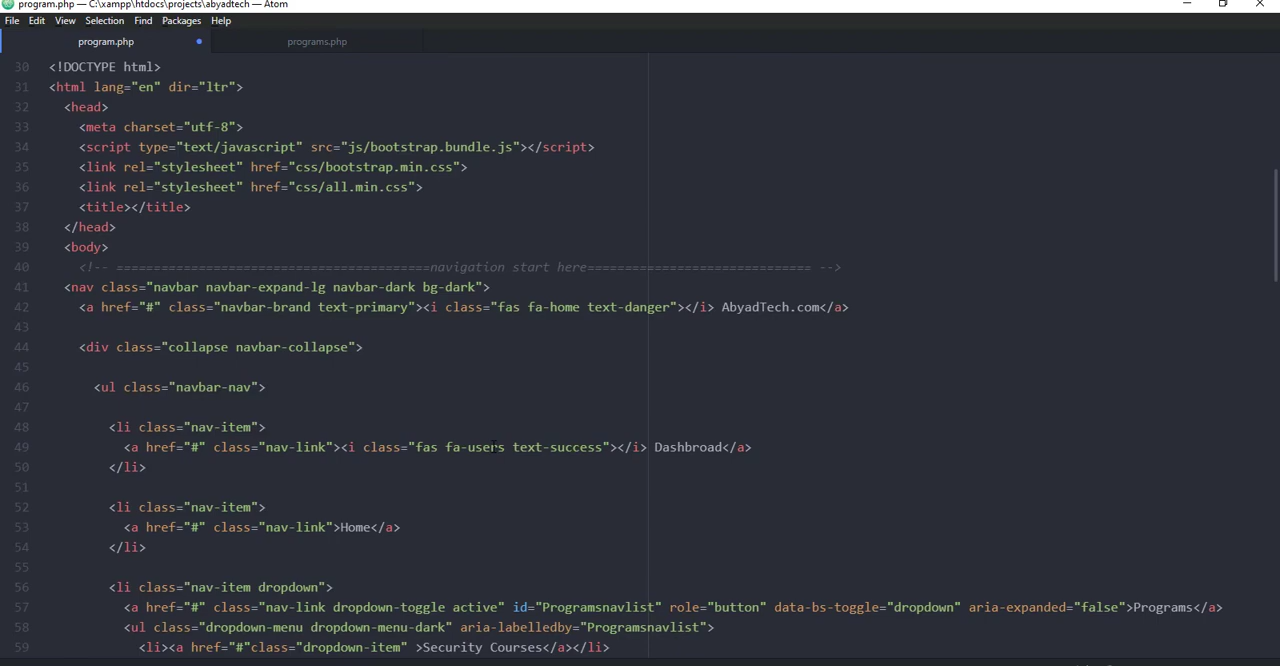 program.php — C:\xampp\htdocs\projects\abyadtech — Atom
File Edit View Selection Find Packages Help
program.php programs.php
30 <!DOCTYPE html>
31 <html lang="en" dir="ltr">
32 <head>
33 <meta charset="utf-8">
34 <script type="text/javascript" src="js/bootstrap.bundle.js"></script>
35 <link rel="stylesheet" href="css/bootstrap.min.css">
36 <link rel="stylesheet" href="css/all.min.css">
37 <title></title>
38 </head>
39 <body>
40 <!-- ==========================================navigation start here============================== -->
41 <nav class="navbar navbar-expand-lg navbar-dark bg-dark">
42 <a href="#" class="navbar-brand text-primary"><i class="fas fa-home text-danger"></i> AbyadTech.com</a>
43
44 <div class="collapse navbar-collapse">
45
46 <ul class="navbar-nav">
47
48 <li class="nav-item">
49 <a href="#" class="nav-link"><i class="fas fa-users text-success"></i> Dashbroad</a>
50 </li>
51
52 <li class="nav-item">
53 <a href="#" class="nav-link">Home</a>
54 </li>
55
56 <li class="nav-item dropdown">
57 <a href="#" class="nav-link dropdown-toggle active" id="Programsnavlist" role="button" data-bs-toggle="dropdown" aria-expanded="false">Programs</a>
58 <ul class="dropdown-menu dropdown-menu-dark" aria-labelledby="Programsnavlist">
59 <li><a href="#"class="dropdown-item" >Security Courses</a></li>